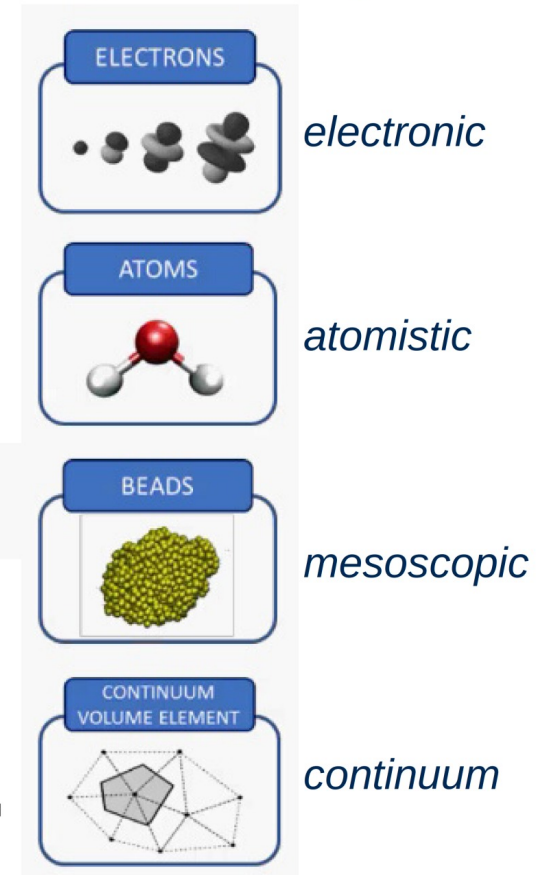 ELECTRONS
electronic
ATOMS
atomistic
BEADS
mesoscopic
CONTINUUM
VOLUME ELEMENT
continuum